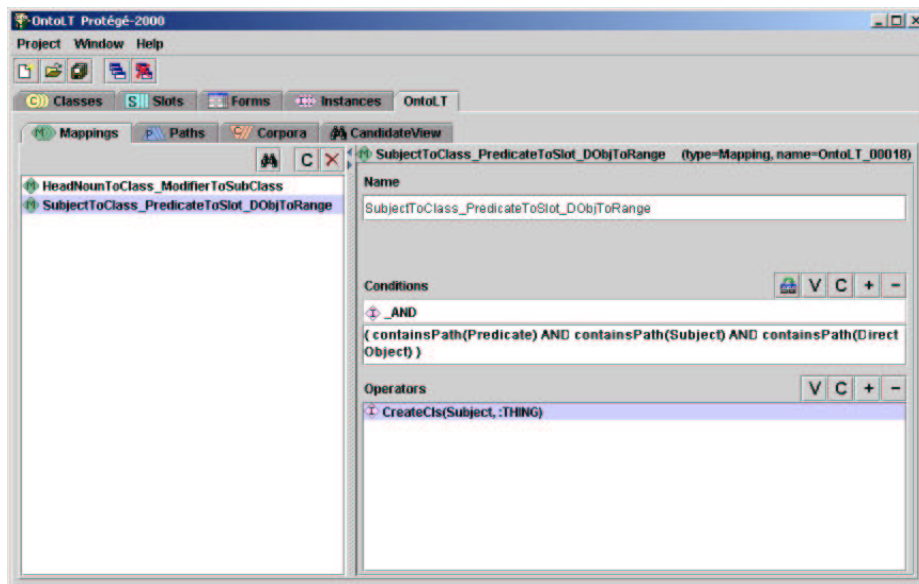 OntoLT Protégé-2000
Project Window Help
Classes Slots Forms Instances OntoLT
Mappings Paths Corpora CandidateView
C
SubjectToClass_PredicateToSlot_DObjToRange (type=Mapping, name=OntoLT_00018)
HeadNounToClass_ModifierToSubClass
SubjectToClass_PredicateToSlot_DObjToRange
Name
SubjectToClass_PredicateToSlot_DObjToRange
Conditions V C + -
_AND
( containsPath(Predicate) AND containsPath(Subject) AND containsPath(Direct
Object) )
Operators V C + -
CreateCls(Subject, :THING)